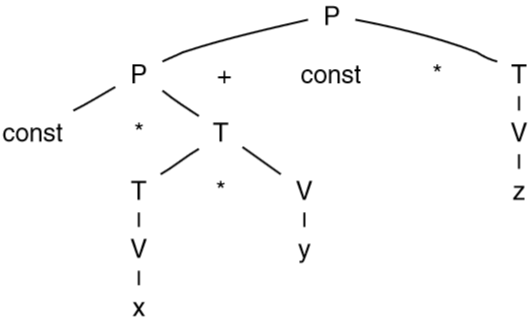 P
P + const * T
const * T V
T * V z
V y
x